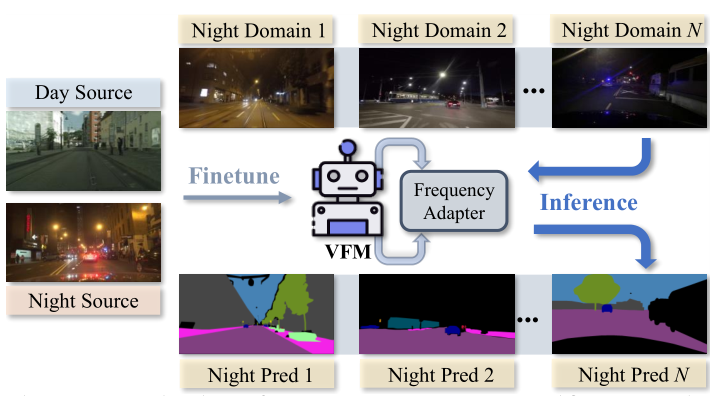 Night Domain 1
Night Domain 2
Night Domain N
Day Source
Finetune
Frequency
Adapter
Inference
VFM
Night Source
Night Pred 1
Night Pred 2
Night Pred N